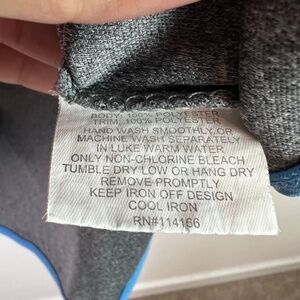 BODY: 100% POLYESTER
TRIM: 100% POLYESTER
HAND WASH SMOOTHLY,OR
MACHINE WASH SEPARATELY
IN LUKE WARM WATER
ONLY NON-CHLORINE BLEACH
TUMBLE DRY LOW OR HANG DRY
REMOVE PROMPTLY
KEEP IRON OFF DESIGN
COOL IRON
RN#114166